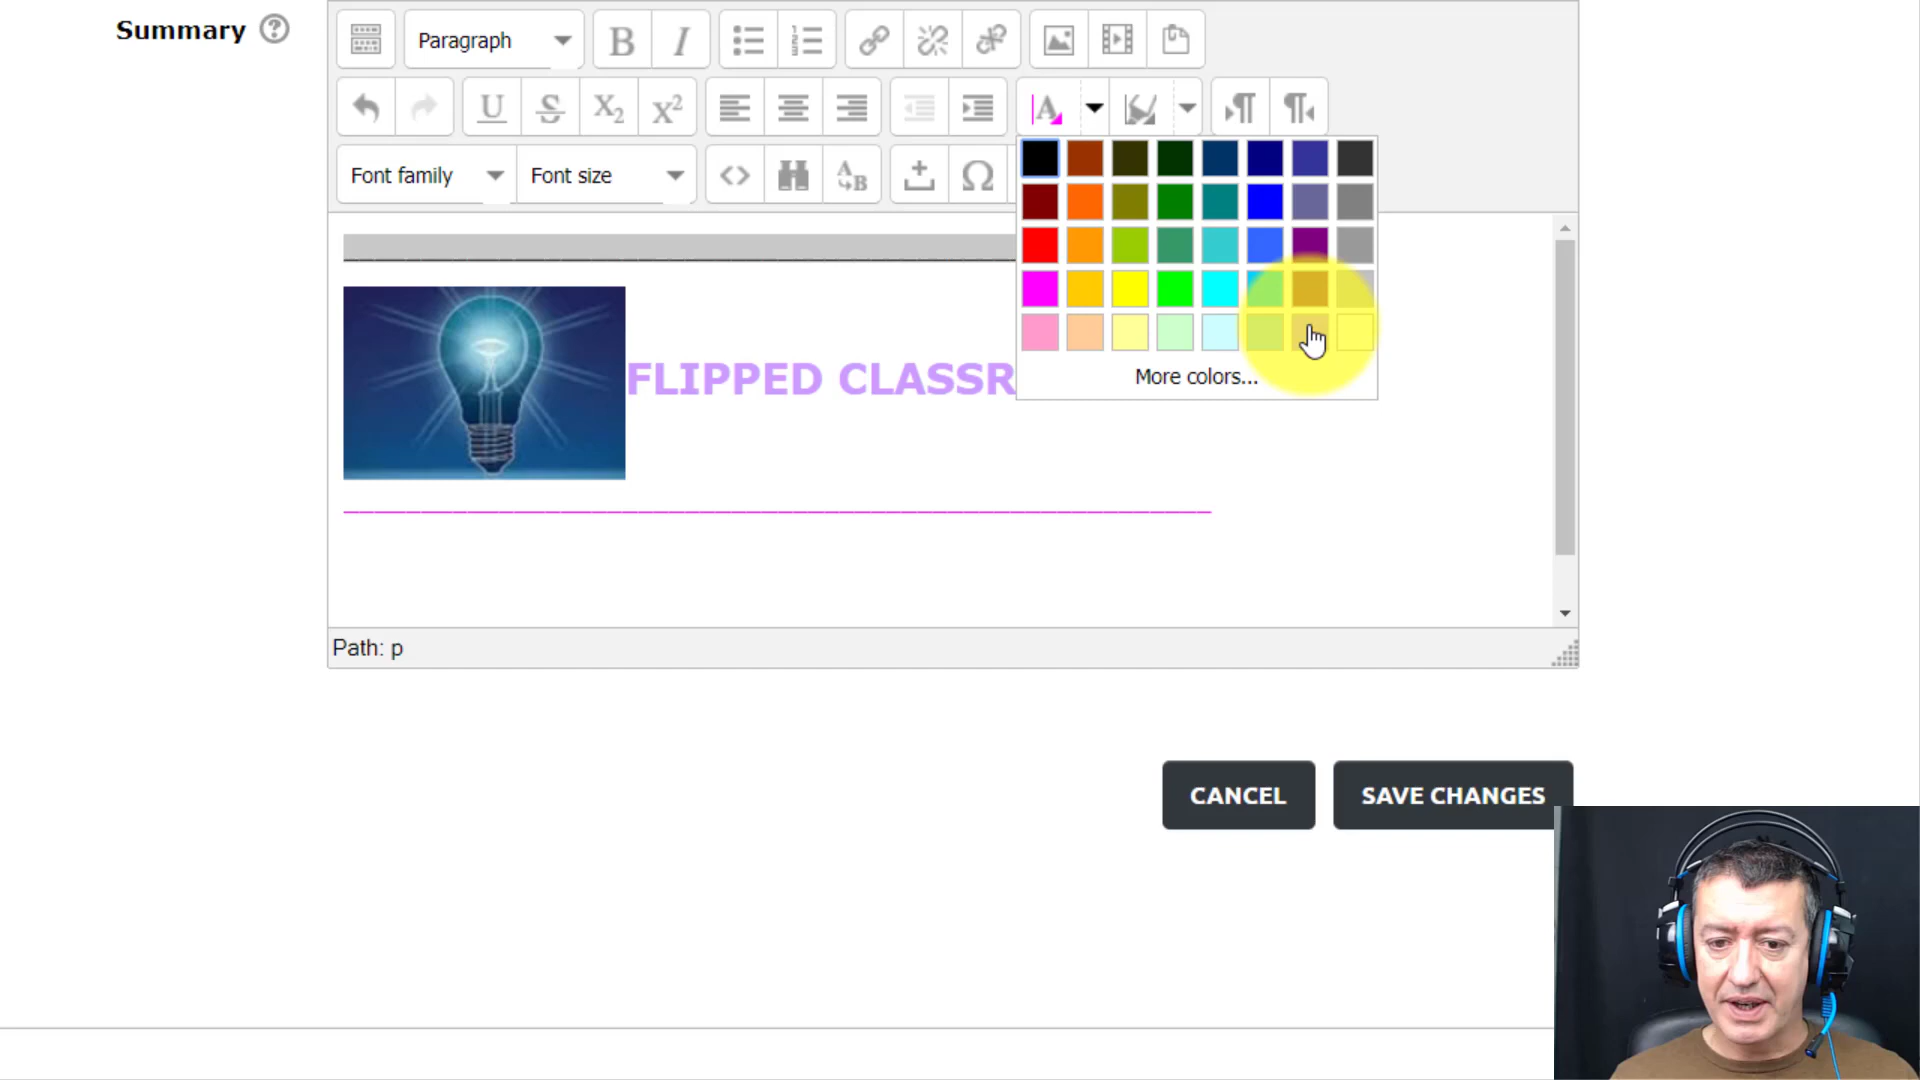 Summary
Paragraph
Font family
Font size
More colors...
FLIPPED CLASSR
Path: p
CANCEL
SAVE CHANGES